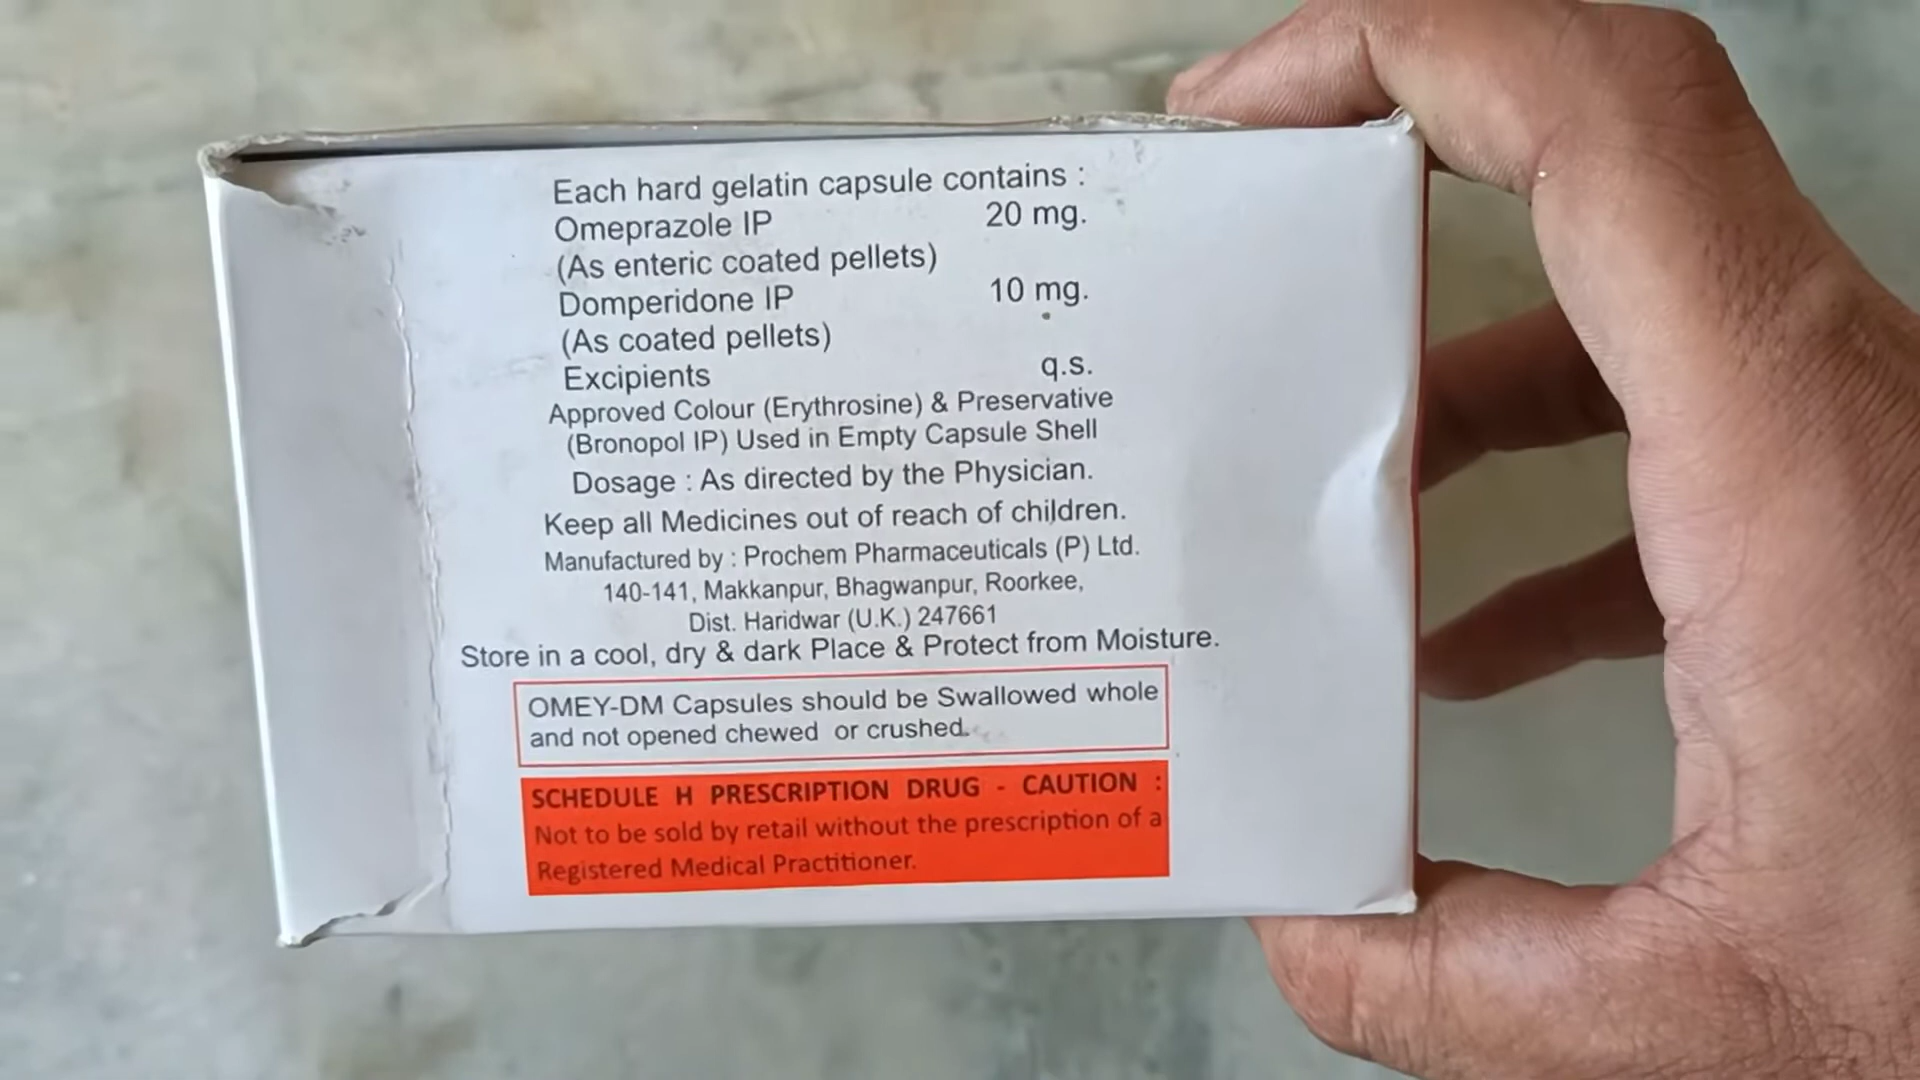 Each hard gelatin capsule contains :
Omeprazole IP 20 mg.
(As enteric coated pellets)
Domperidone IP 10 mg.
(As coated pellets)
Excipients q.s.
Approved Colour (Erythrosine) & Preservative
(Bronopol IP) Used in Empty Capsule Shell
Dosage : As directed by the Physician.
Keep all Medicines out of reach of children.
Manufactured by : Prochem Pharmaceuticals (P) Ltd.
140-141, Makkanpur, Bhagwanpur, Roorkee,
Dist. Haridwar (U.K.) 247661
Store in a cool, dry & dark Place & Protect from Moisture.
OMEY-DM Capsules should be Swallowed whole
and not opened chewed or crushed.
SCHEDULE H PRESCRIPTION DRUG - CAUTION :
Not to be sold by retail without the prescription of a
Registered Medical Practitioner.